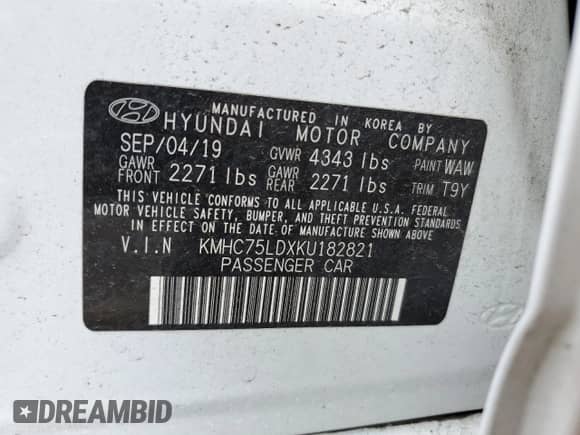 MANUFACTURED IN KOREA BY
HYUNDAI MOTOR COMPANY
SEP/04/19 GVWR 4343 lbs PAINT WAW
GAWR FRONT 2271 lbs GAWR REAR 2271 lbs TRIM T9Y
THIS VEHICLE CONFORMS TO ALL APPLICABLE U.S.A. FEDERAL
MOTOR VEHICLE SAFETY, BUMPER, AND THEFT PREVENTION STANDARDS
IN EFFECT ON THE DATE OF MANUFACTURE SHOWN ABOVE.
V.I.N KMHC75LDXKU182821
PASSENGER CAR
DREAMBID